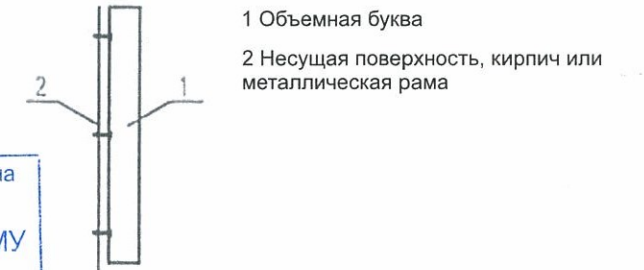 1 Объемная буква
2 Несущая поверхность, кирпич или
металлическая рама
2
1